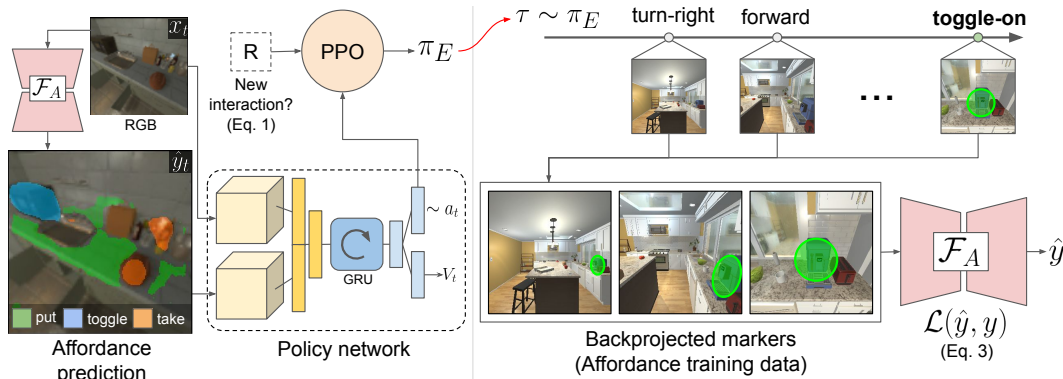 x_t
F_A
RGB
ŷ_t
put toggle take
Affordance
prediction
R
New
interaction?
(Eq. 1)
PPO
π_E
GRU
~ a_t
V_t
Policy network
τ ~ π_E
turn-right forward toggle-on
...
Backprojected markers
(Affordance training data)
F_A
ŷ
L(ŷ, y)
(Eq. 3)